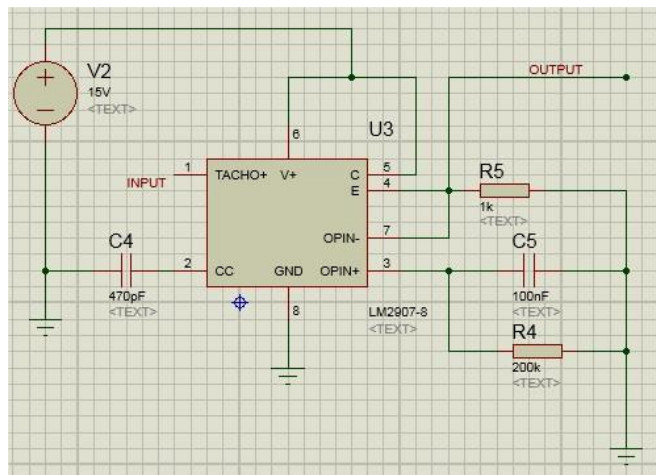 V2
15V
<TEXT>
OUTPUT
6
U3
1
TACHO+
V+
C
5
E
4
INPUT
R5
1k
<TEXT>
OPIN-
7
C4
C5
2
CC
GND
OPIN+
3
470pF
<TEXT>
8
LM2907-8
<TEXT>
100nF
<TEXT>
R4
200k
<TEXT>